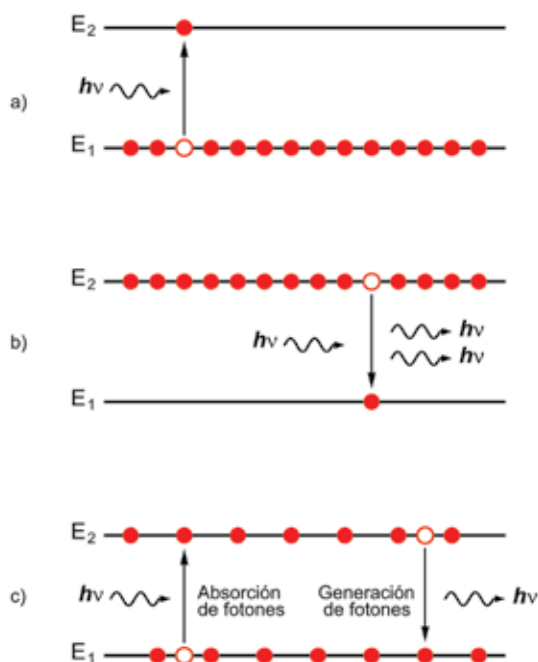 E₂
hν
a)
E₁
E₂
hν
hν
b)
hν
E₁
E₂
c)
hν
Absorción
de fotones
Generación
de fotones
hν
E₁